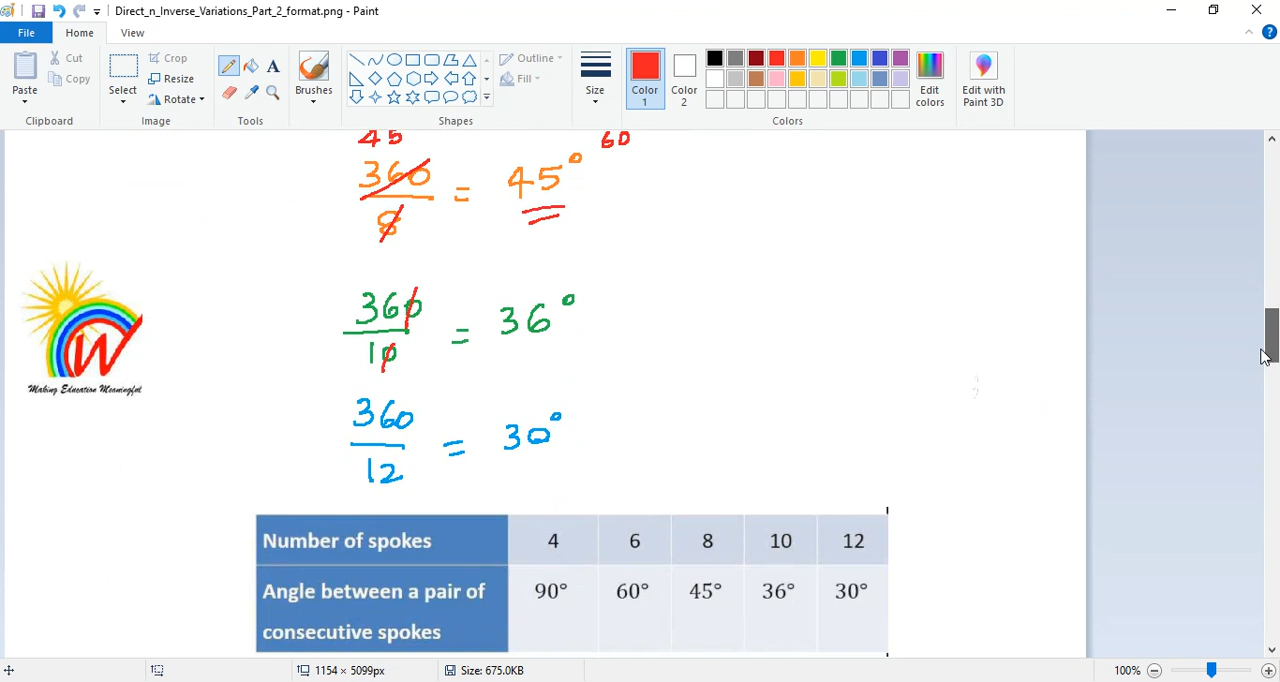 Direct_n_Inverse_Variations_Part_2_format.png - Paint
File Home View
Paste Cut Copy Select Crop Resize Rotate A Brushes Outline Fill Size Color 1 Color 2 Edit colors Edit with Paint 3D
Clipboard Image Tools Shapes Colors
45 60
360/8 = 45°
360/10 = 36°
W
Making Education Meaningful
360/12 = 30°
Number of spokes 4 6 8 10 12
Angle between a pair of 90° 60° 45° 36° 30°
consecutive spokes
1154 × 5099px Size: 675.0KB 100%